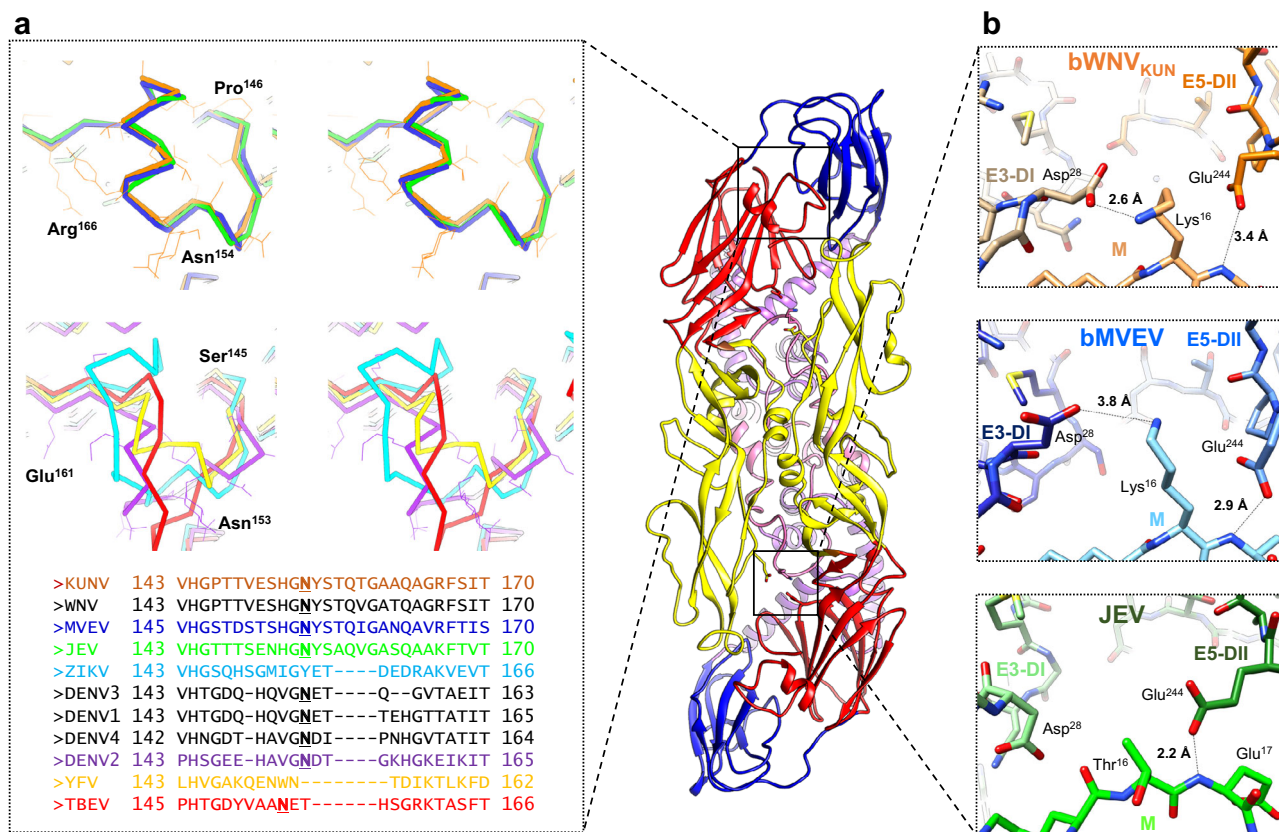 a
Pro146
Arg166
Asn154
Ser145
Glu161
Asn153
>KUNV 143 VHGPTTVESHGNYSTQTGAAQAGRFSIT 170
>WNV 143 VHGPTTVESHGNYSTQVGATQAGRFSIT 170
>MVEV 145 VHGSTDSTSHGNYSTQIGANQAVRFTIS 170
>JEV 143 VHGTTTSENHGNYSAQVGASQAAKFTVT 170
>ZIKV 143 VHGSQHSGMIGYET----DEDRAKVEVT 166
>DENV3 143 VHTGDQ-HQVGNET----Q--GVTAEIT 163
>DENV1 143 VHTGDQ-HQVGNET----TEHGTTATIT 165
>DENV4 142 VHNGDT-HAVGNDI----PNHGVTATIT 164
>DENV2 143 PHSGEE-HAVGNDT----GKHGKEIKIT 165
>YFV 143 LHVGAKQENWN--------TDIKTLKFD 162
>TBEV 145 PHTGDYVAANET-------HSGRKTASFT 166
b
bWNVKUN
E5-DII
E3-DI
Asp28
Glu244
2.6 Å
Lys16
3.4 Å
M
bMVEV
E5-DII
3.8 Å
E3-DI
Asp28
Glu244
Lys16
2.9 Å
M
JEV
E5-DII
E3-DI
Glu244
Asp28
2.2 Å
Thr16
Glu17
M